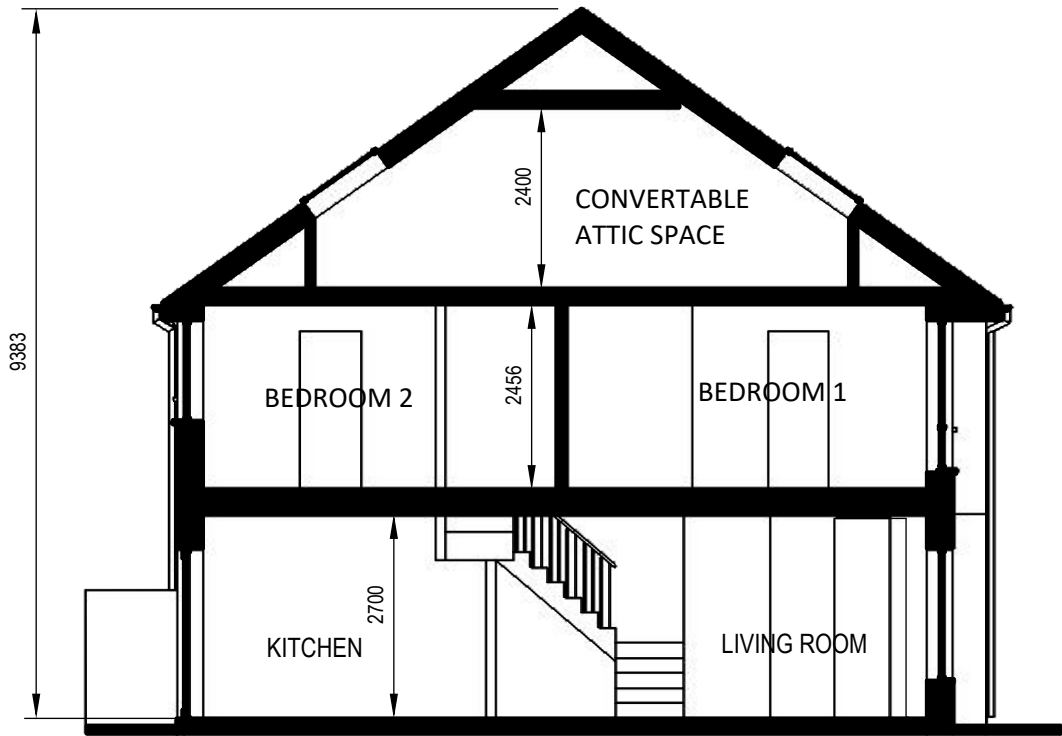 2400
CONVERTABLE
ATTIC SPACE
9383
2456
BEDROOM 2
BEDROOM 1
2700
KITCHEN
LIVING ROOM